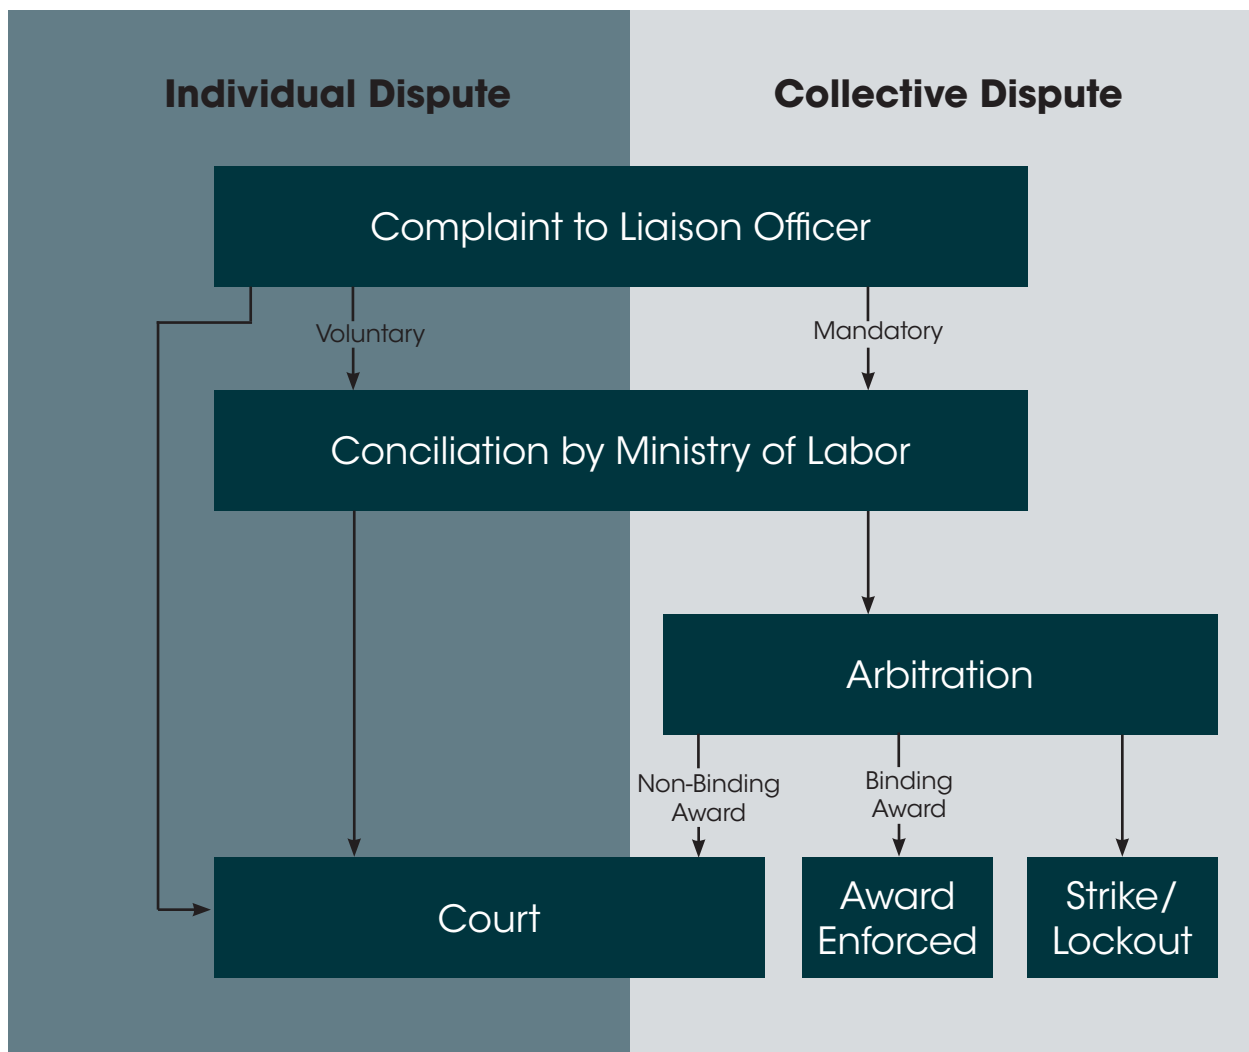 Individual Dispute
Collective Dispute
Complaint to Liaison Officer
Voluntary
Mandatory
Conciliation by Ministry of Labor
Arbitration
Non-Binding
Award
Binding
Award
Court
Award
Enforced
Strike/
Lockout